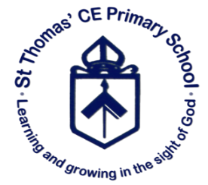 St Thomas' CE Primary School
• Learning and growing in the sight of God •